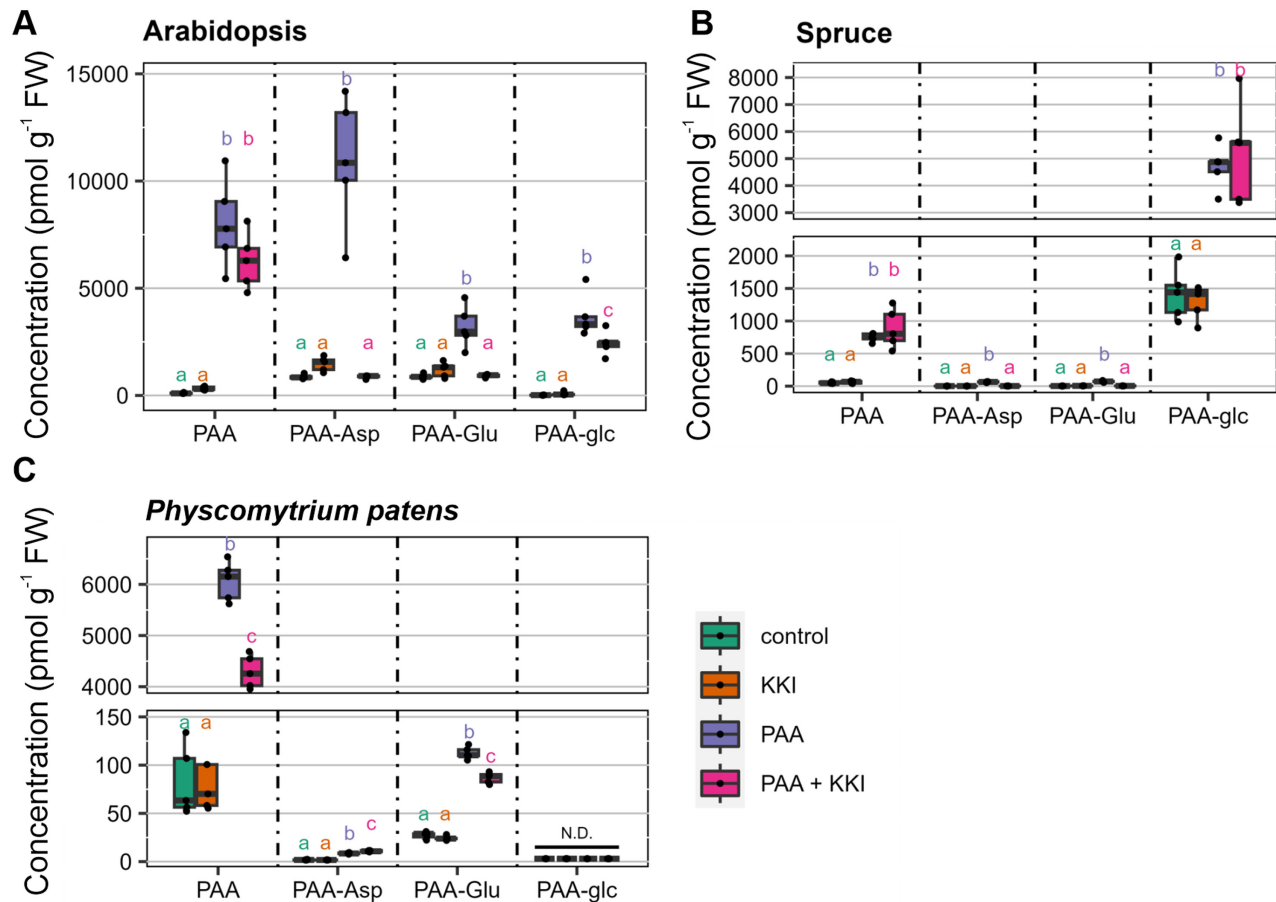 A
Arabidopsis
Concentration (pmol g⁻¹ FW)
15000
10000
5000
0
b
b
b
b
b
c
a
a
a
a
a
a
a
a
a
a
PAA
PAA-Asp
PAA-Glu
PAA-glc
B
Spruce
Concentration (pmol g⁻¹ FW)
8000
7000
6000
5000
4000
3000
b
b
2000
1500
1000
500
0
a
a
b
b
a
a
b
a
a
a
b
a
a
a
PAA
PAA-Asp
PAA-Glu
PAA-glc
C
Physcomytrium patens
Concentration (pmol g⁻¹ FW)
6000
5000
4000
b
c
150
100
50
0
a
a
a
a
b
c
a
a
b
c
N.D.
PAA
PAA-Asp
PAA-Glu
PAA-glc
control
KKI
PAA
PAA + KKI